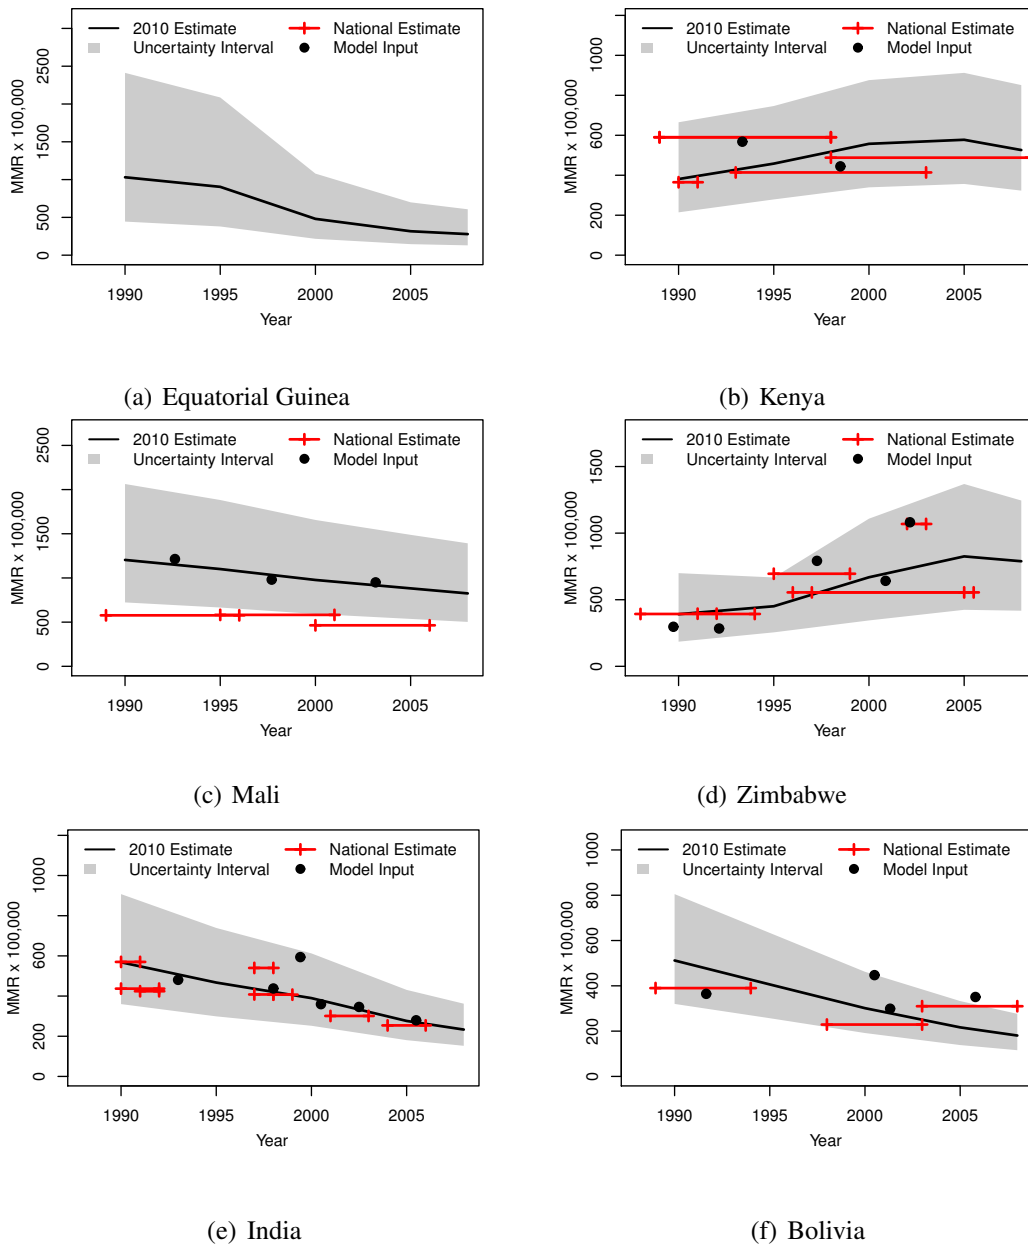 2010 Estimate National Estimate
Uncertainty Interval Model Input
MMR x 100,000
0 500 1500 2500
1990 1995 2000 2005
Year
(a) Equatorial Guinea
2010 Estimate National Estimate
Uncertainty Interval Model Input
MMR x 100,000
0 200 600 1000
1990 1995 2000 2005
Year
(b) Kenya
2010 Estimate National Estimate
Uncertainty Interval Model Input
MMR x 100,000
0 500 1500 2500
1990 1995 2000 2005
Year
(c) Mali
2010 Estimate National Estimate
Uncertainty Interval Model Input
MMR x 100,000
0 500 1000 1500
1990 1995 2000 2005
Year
(d) Zimbabwe
2010 Estimate National Estimate
Uncertainty Interval Model Input
MMR x 100,000
0 200 600 1000
1990 1995 2000 2005
Year
(e) India
2010 Estimate National Estimate
Uncertainty Interval Model Input
MMR x 100,000
0 200 400 600 800 1000
1990 1995 2000 2005
Year
(f) Bolivia